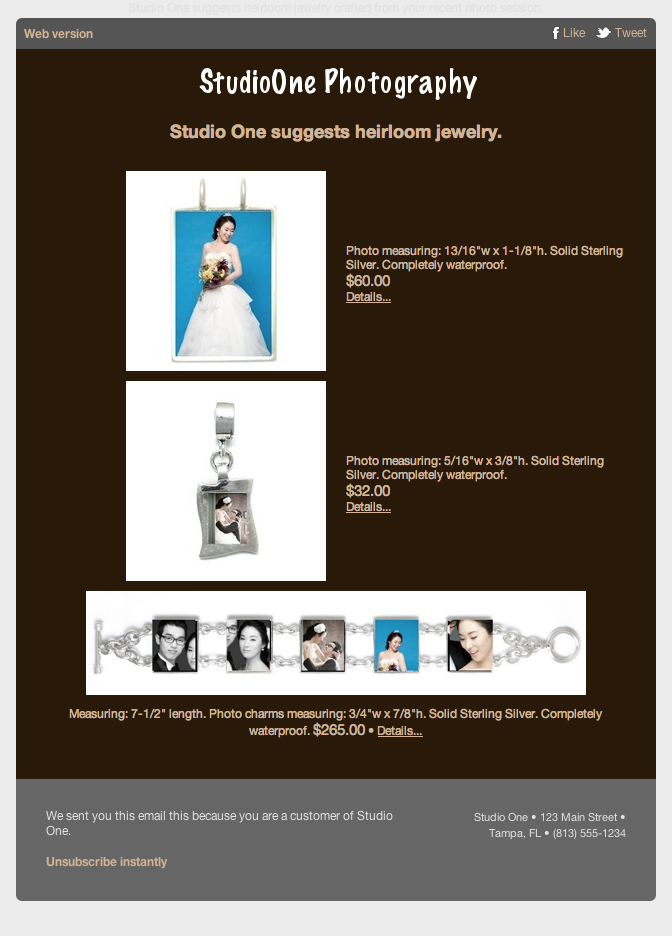 Studio One suggests heirloom jewelry crafted from your recent photo session.
Web version
Like
Tweet
StudioOne Photography
Studio One suggests heirloom jewelry.
Photo measuring: 13/16"w x 1-1/8"h. Solid Sterling
Silver. Completely waterproof.
$60.00
Details...
Photo measuring: 5/16"w x 3/8"h. Solid Sterling
Silver. Completely waterproof.
$32.00
Details...
Measuring: 7-1/2" length. Photo charms measuring: 3/4"w x 7/8"h. Solid Sterling Silver. Completely
waterproof. $265.00 • Details...
We sent you this email this because you are a customer of Studio
One.
Unsubscribe instantly
Studio One • 123 Main Street •
Tampa, FL • (813) 555-1234